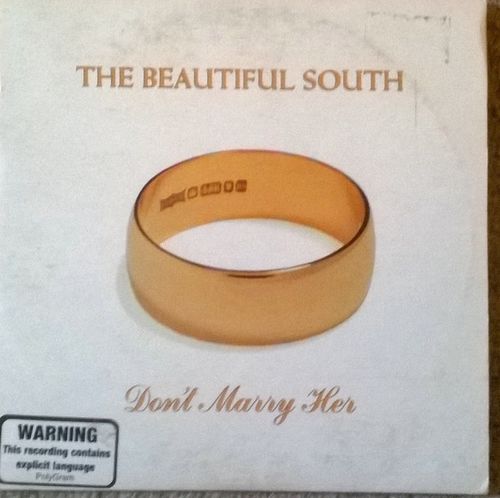 THE BEAUTIFUL SOUTH
Don't Marry Her
WARNING
This recording contains
explicit language
PolyGram